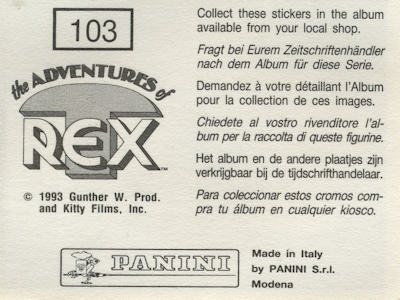 103
the ADVENTURES of
T
REX™
© 1993 Gunther W. Prod.
and Kitty Films, Inc.
Collect these stickers in the album
available from your local shop.
Fragt bei Eurem Zeitschriftenhändler
nach dem Album für diese Serie.
Demandez à votre détaillant l'Album
pour la collection de ces images.
Chiedete al vostro rivenditore l'al-
bum per la raccolta di queste figurine.
Het album en de andere plaatjes zijn
verkrijgbaar bij de tijdschrifthandelaar.
Para coleccionar estos cromos com-
pra tu álbum en cualquier kiosco.
PANINI
Made in Italy
by PANINI S.r.l.
Modena